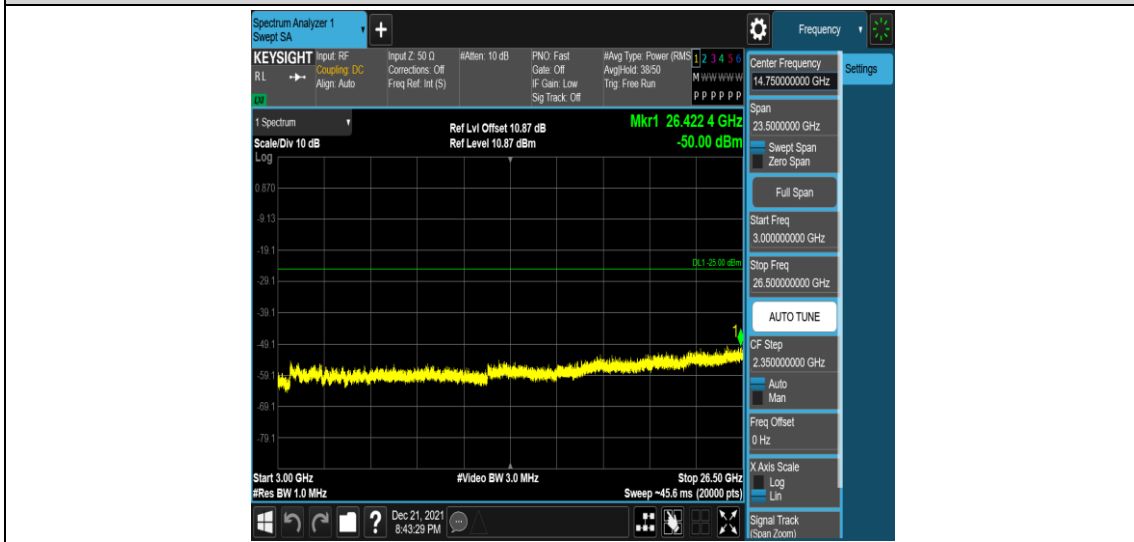 Spectrum Analyzer 1
Swept SA
+
Frequency
KEYSIGHT
RL
Input: RF
Coupling: DC
Align: Auto
Input Z: 50 Ω
Corrections: Off
Freq Ref: Int (S)
#Atten: 10 dB
PNO: Fast
Gate: Off
IF Gain: Low
Sig Track: Off
#Avg Type: Power (RMS
Avg|Hold: 38/50
Trig: Free Run
1 2 3 4 5 6
M W W W W W
P P P P P P
1 Spectrum
Scale/Div 10 dB
Log
Ref Lvl Offset 10.87 dB
Ref Level 10.87 dBm
Mkr1 26.422 4 GHz
-50.00 dBm
0.870
-9.13
-19.1
DL1 -25.00 dBm
-29.1
-39.1
1
-49.1
-59.1
-69.1
-79.1
Start 3.00 GHz
#Res BW 1.0 MHz
#Video BW 3.0 MHz
Stop 26.50 GHz
Sweep ~45.6 ms (20000 pts)
?
Dec 21, 2021
8:43:29 PM
Center Frequency
14.750000000 GHz
Settings
Span
23.5000000 GHz
Swept Span
Zero Span
Full Span
Start Freq
3.000000000 GHz
Stop Freq
26.500000000 GHz
AUTO TUNE
CF Step
2.350000000 GHz
Auto
Man
Freq Offset
0 Hz
X Axis Scale
Log
Lin
Signal Track
(Span Zoom)